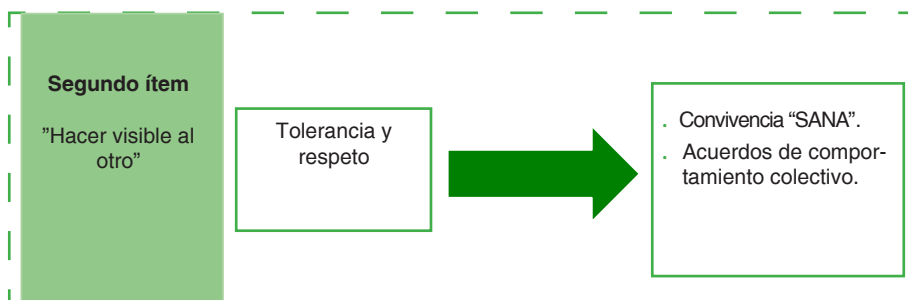 Segundo ítem
”Hacer visible al
otro”
Tolerancia y
respeto
. Convivencia “SANA”.
. Acuerdos de compor-
tamiento colectivo.